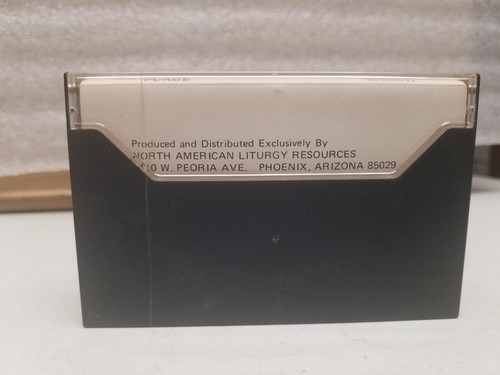 Produced and Distributed Exclusively By
NORTH AMERICAN LITURGY RESOURCES
W. PEORIA AVE. PHOENIX, ARIZONA 85029